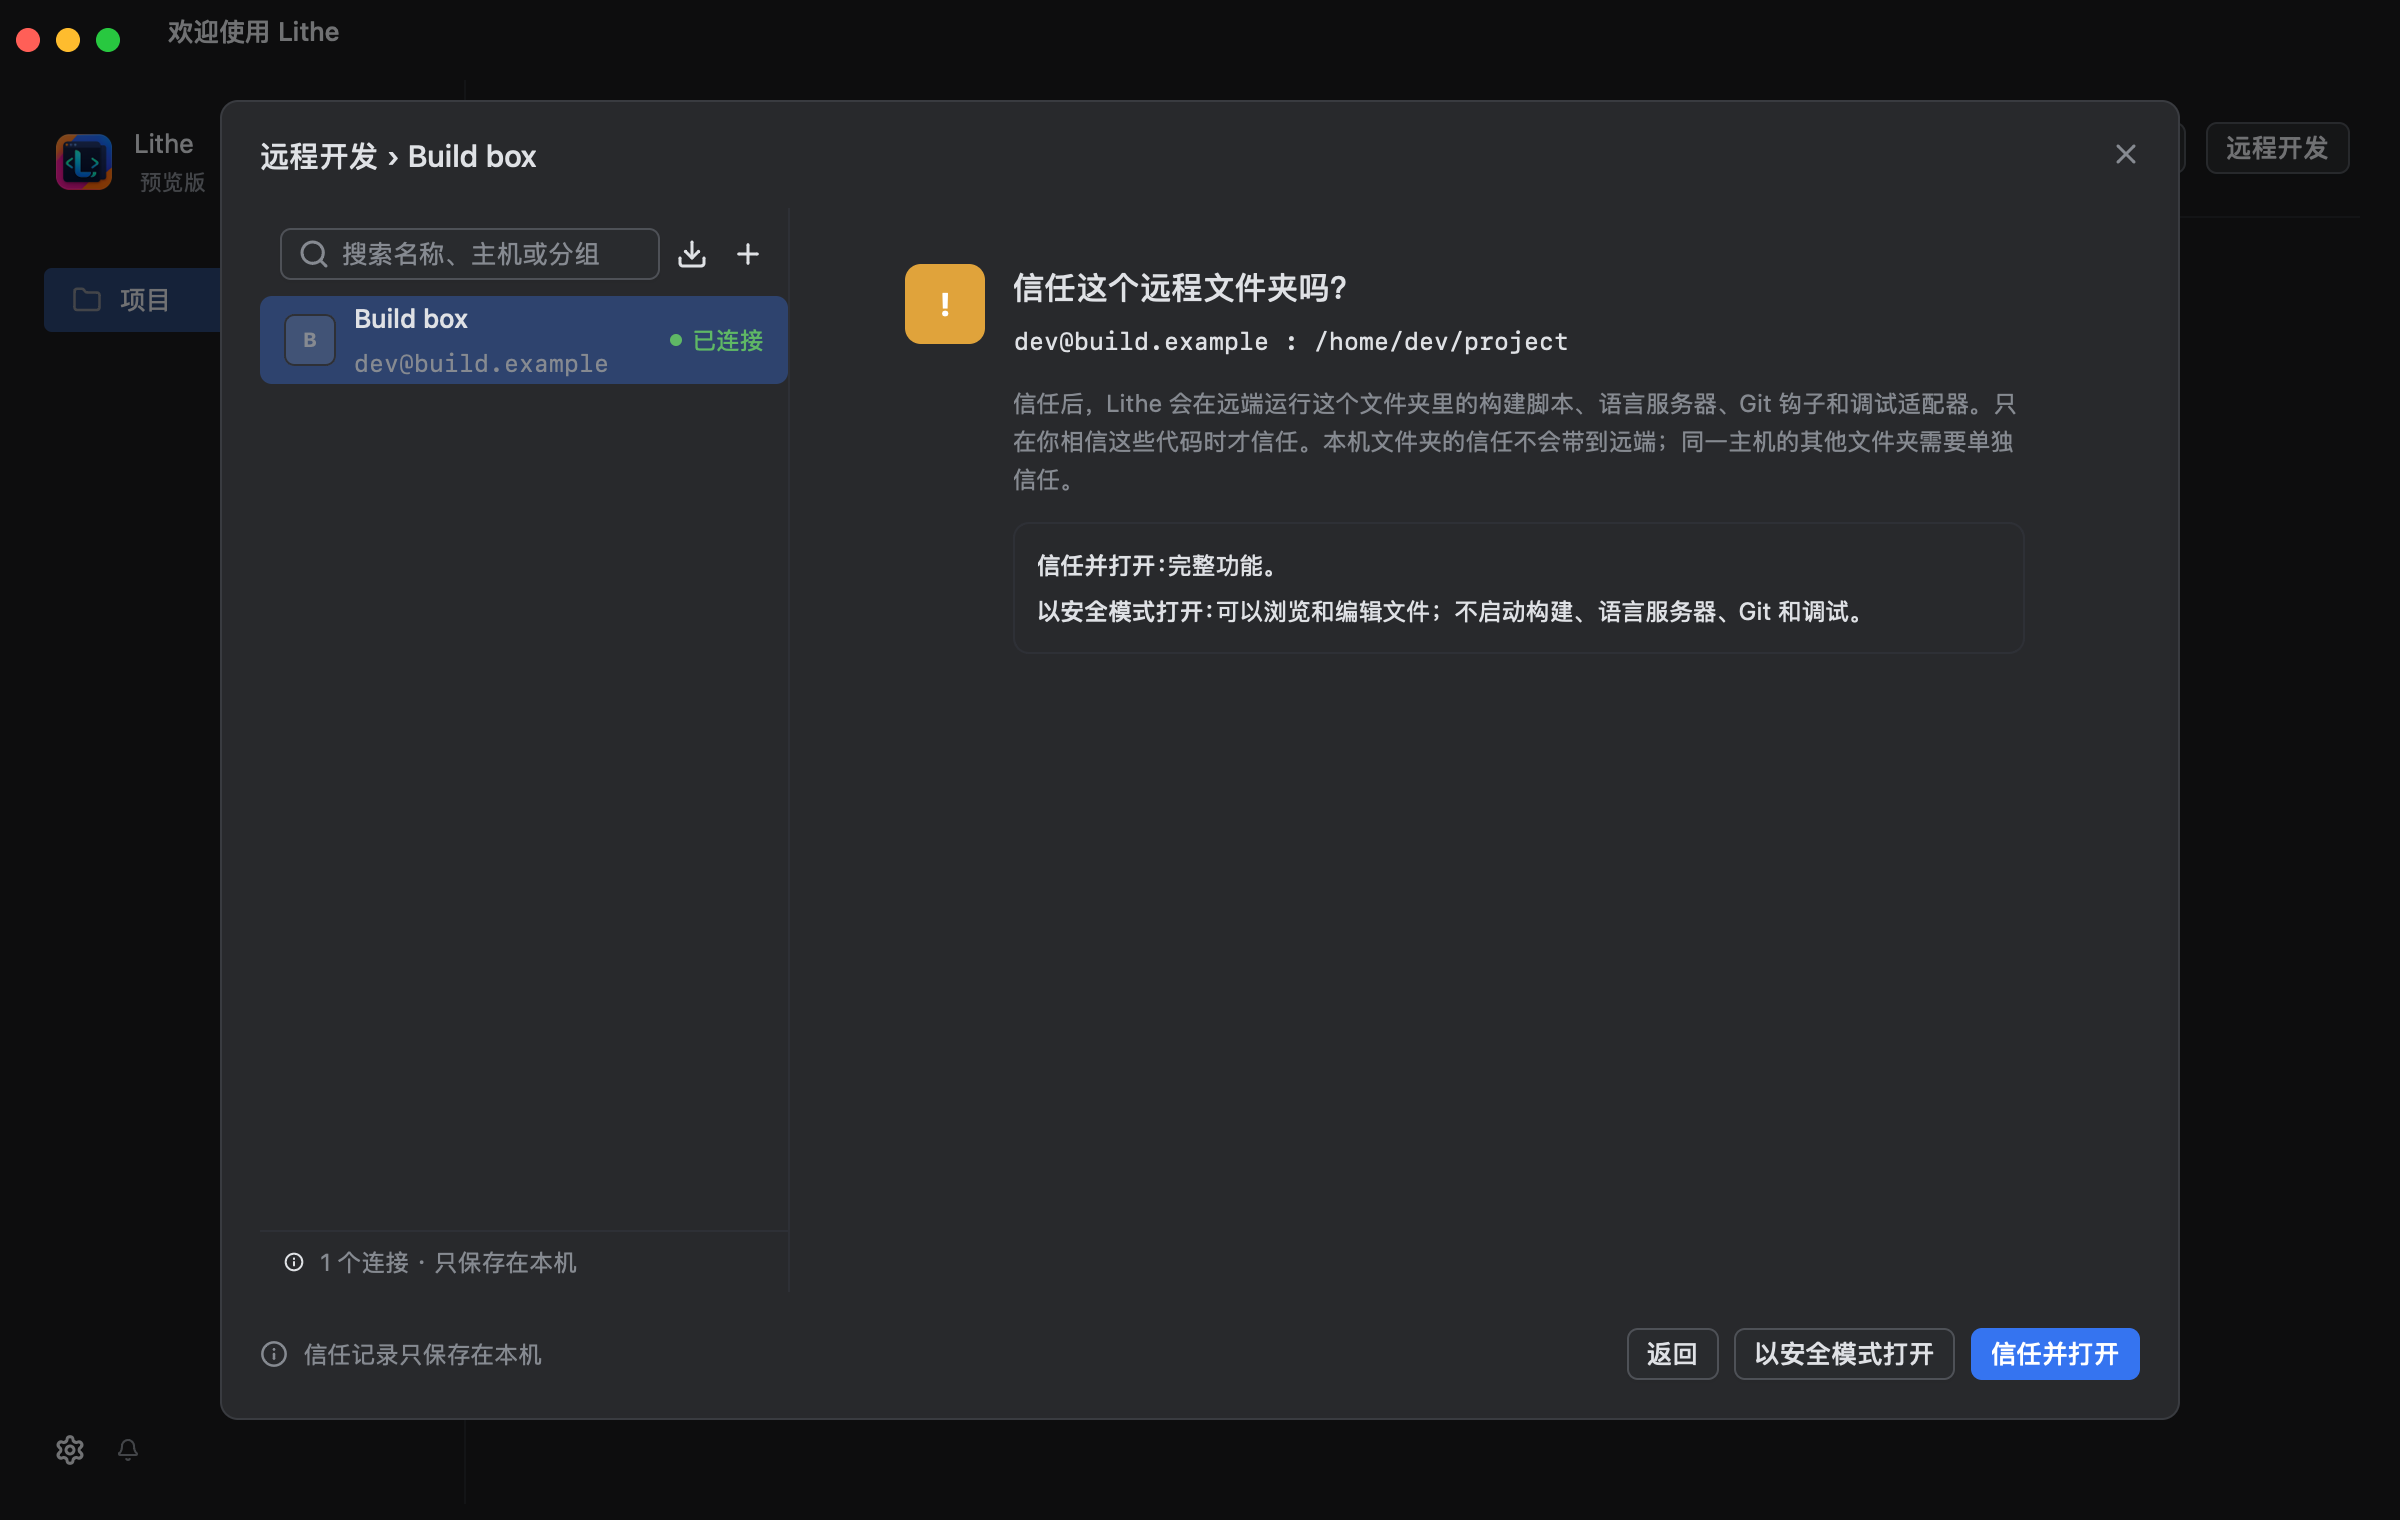 欢迎使用 Lithe
Lithe
预览版
远程开发
项目
远程开发 › Build box
搜索名称、主机或分组
B
Build box
dev@build.example
已连接
!
信任这个远程文件夹吗?
dev@build.example : /home/dev/project
信任后，Lithe 会在远端运行这个文件夹里的构建脚本、语言服务器、Git 钩子和调试适配器。只
在你相信这些代码时才信任。本机文件夹的信任不会带到远端；同一主机的其他文件夹需要单独
信任。
信任并打开:完整功能。
以安全模式打开:可以浏览和编辑文件；不启动构建、语言服务器、Git 和调试。
1 个连接 · 只保存在本机
信任记录只保存在本机
返回
以安全模式打开
信任并打开